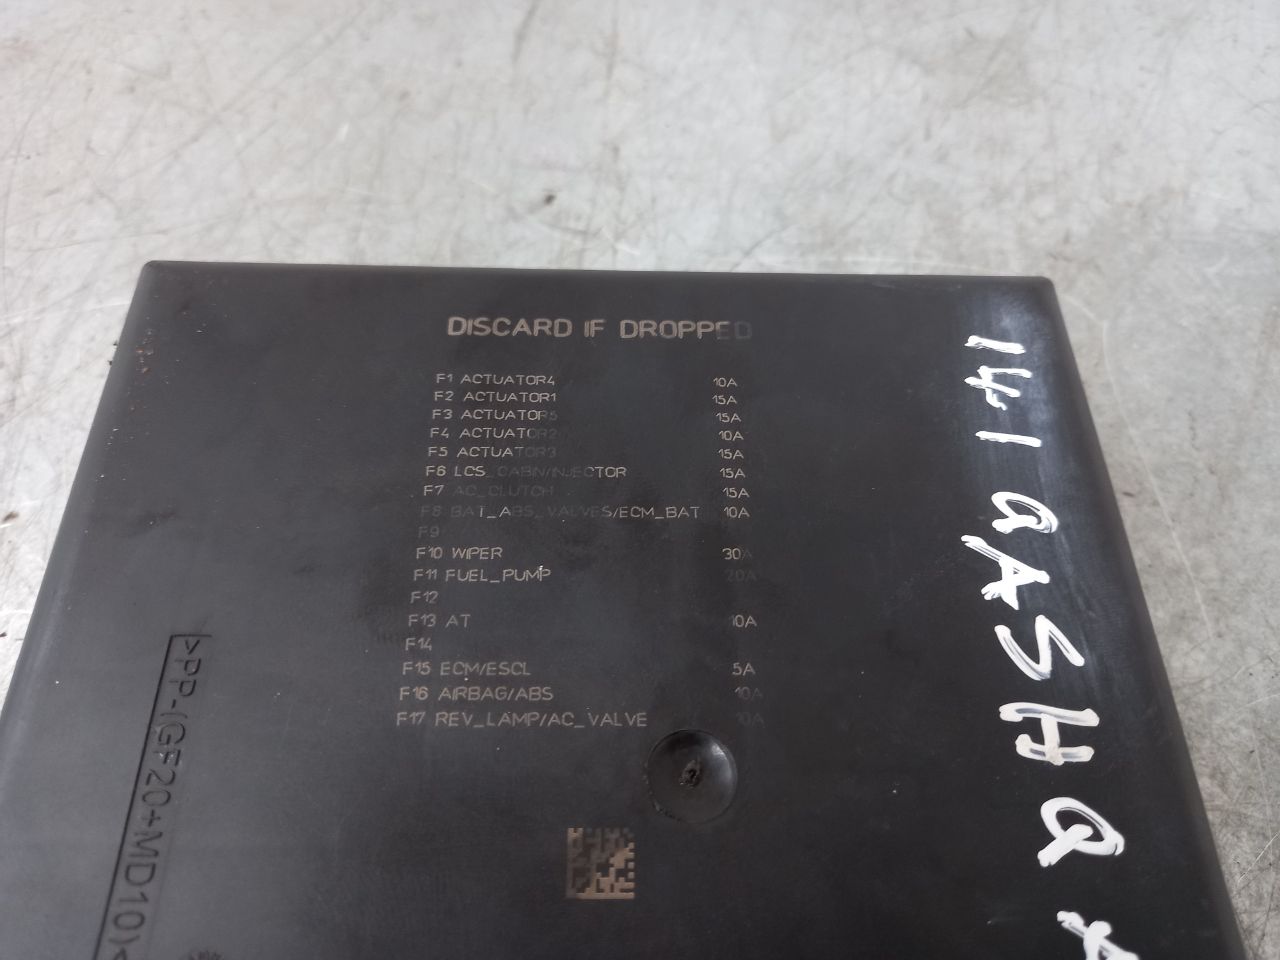 DISCARD IF DROPPED
F1 ACTUATOR4 10A
F2 ACTUATOR1 15A
F3 ACTUATOR5 15A
F4 ACTUATOR2 10A
F5 ACTUATOR3 15A
F6 LCS_CABIN/INJECTOR 15A
F7 AC_CLUTCH 15A
F8 BAT_ABS_VALVES/ECM_BAT 10A
F9
F10 WIPER 30A
F11 FUEL_PUMP 20A
F12
F13 AT 10A
F14
F15 ECM/ESCL 5A
F16 AIRBAG/ABS 10A
F17 REV_LAMP/AC_VALVE 10A
>PP-(GF20+MD10)<
14-1 QASHQA